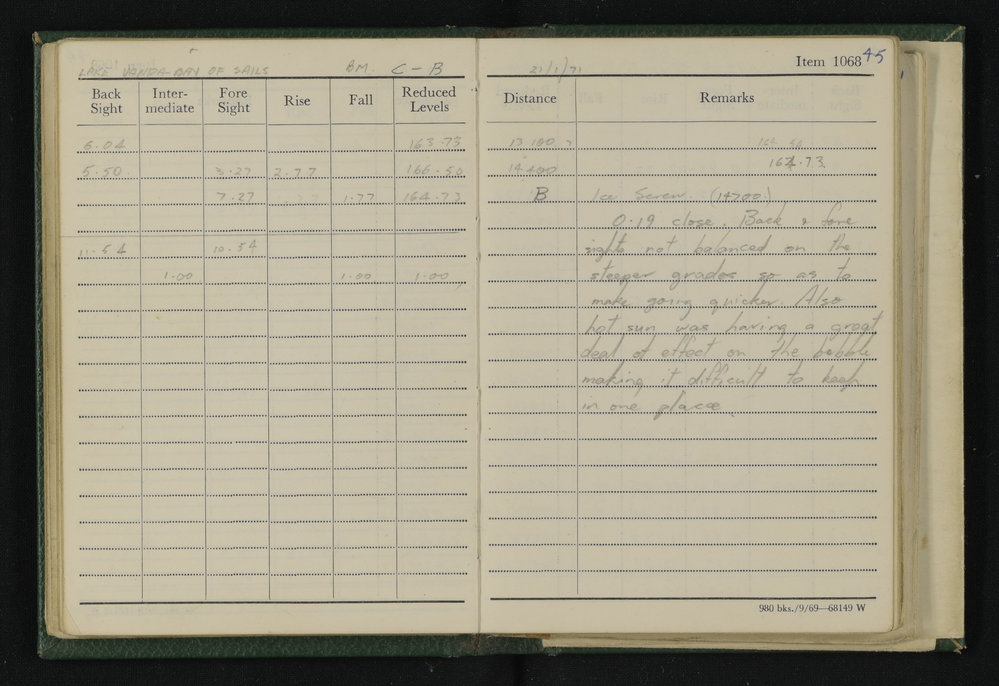 LAKE VANDA BAY OF SAILS BM C - B
21/1/71 Item 1068 45
Back Sight Inter-mediate Fore Sight Rise Fall Reduced Levels
Distance Remarks
6.04 163.73
13 100
5.50 3.27 2.77 166.50
14400 164.73
7.27 1.77 164.73
B Ice Screw (14700)
0.19 close. Back & fore
11.54 10.54
sights not balanced on the
1.00 1.00 1.00
steeper grades so as to
make going quicker. Also
hot sun was having a great
deal of effect on the bubble
making it difficult to keep
in one place
980 bks./9/69—68149 W